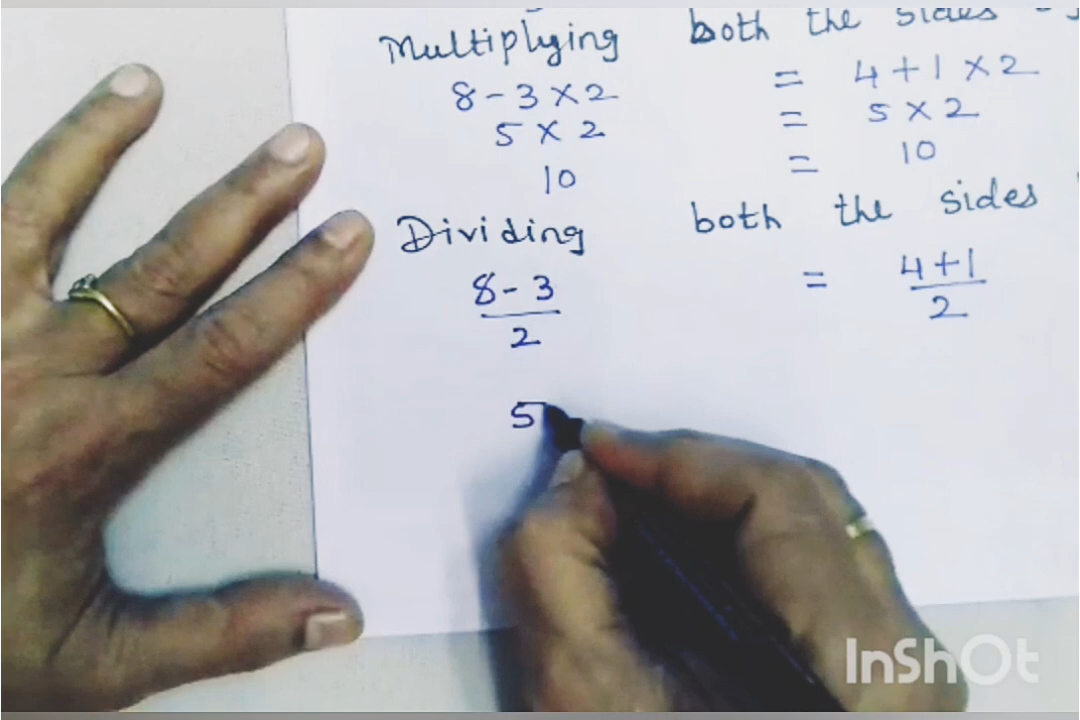 Multiplying both the sides
8 - 3 × 2 = 4 + 1 × 2
5 × 2 = 5 × 2
10 = 10
Dividing both the sides
8 - 3 = 4 + 1
2 2
5
InShOt